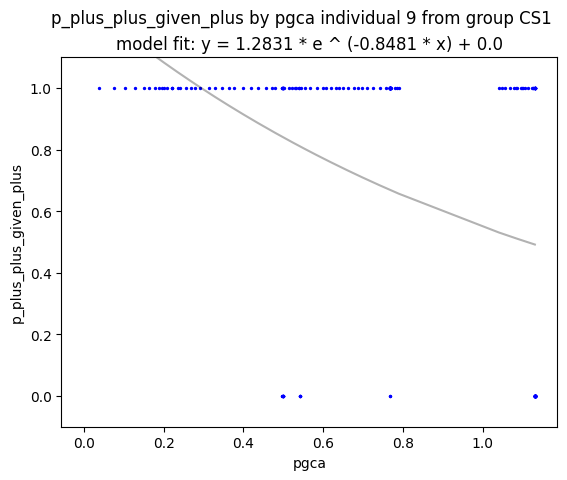 p_plus_plus_given_plus by pgca individual 9 from group CS1
model fit: y = 1.2831 * e ^ (-0.8481 * x) + 0.0
1.0
0.8
0.6
0.4
0.2
0.0
p_plus_plus_given_plus
0.0 0.2 0.4 0.6 0.8 1.0
pgca